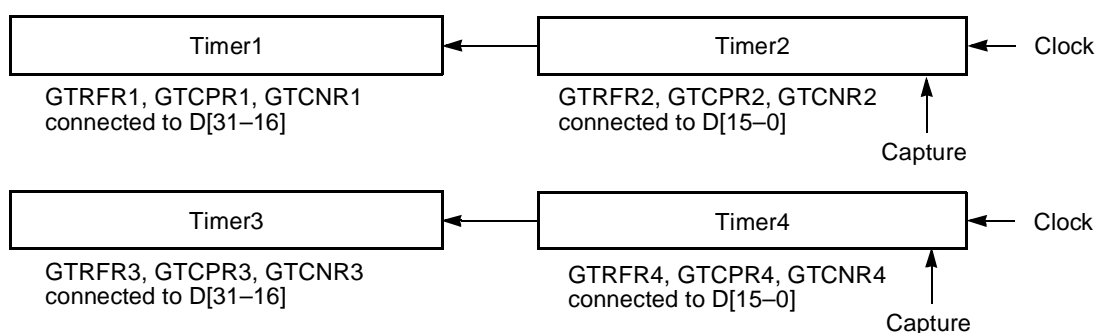 Timer1
Timer2
Clock
GTRFR1, GTCPR1, GTCNR1
connected to D[31–16]
GTRFR2, GTCPR2, GTCNR2
connected to D[15–0]
Capture
Timer3
Timer4
Clock
GTRFR3, GTCPR3, GTCNR3
connected to D[31–16]
GTRFR4, GTCPR4, GTCNR4
connected to D[15–0]
Capture